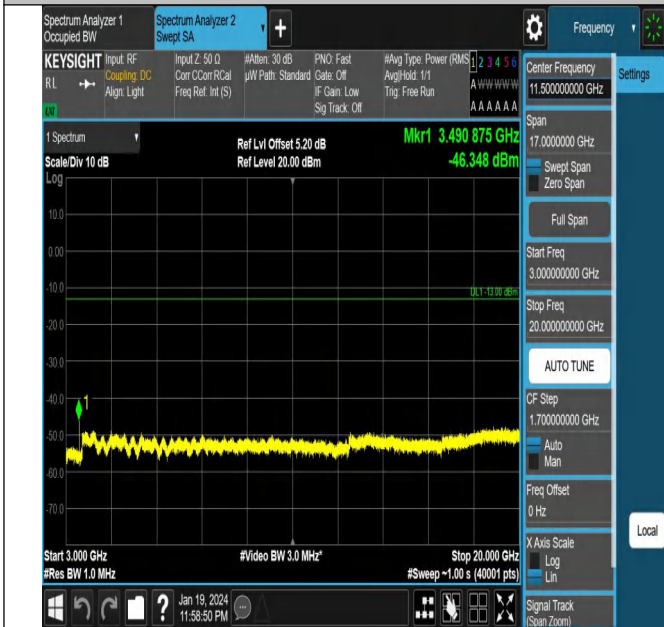 Spectrum Analyzer 1
Occupied BW
Spectrum Analyzer 2
Swept SA
Frequency
KEYSIGHT
RL
LXI
Input: RF
Coupling: DC
Align: Light
Input Z: 50 Ω
Corr CCorr RCal
Freq Ref: Int (S)
#Atten: 30 dB
µW Path: Standard
PNO: Fast
Gate: Off
IF Gain: Low
Sig Track: Off
#Avg Type: Power (RMS
Avg|Hold: 1/1
Trig: Free Run
1 2 3 4 5 6
A W W W W W
A A A A A A
Center Frequency
11.500000000 GHz
Settings
Span
17.0000000 GHz
Swept Span
Zero Span
Full Span
Start Freq
3.000000000 GHz
Stop Freq
20.000000000 GHz
AUTO TUNE
CF Step
1.700000000 GHz
Auto
Man
Freq Offset
0 Hz
X Axis Scale
Log
Lin
Signal Track
(Span Zoom)
Local
1 Spectrum
Scale/Div 10 dB
Log
Ref Lvl Offset 5.20 dB
Ref Level 20.00 dBm
Mkr1 3.490 875 GHz
-46.348 dBm
10.0
0.00
-10.0
DL1 -13.00 dBm
-20.0
-30.0
-40.0
1
-50.0
-60.0
-70.0
Start 3.000 GHz
#Video BW 3.0 MHz*
Stop 20.000 GHz
#Res BW 1.0 MHz
#Sweep ~1.00 s (40001 pts)
?
Jan 19, 2024
11:58:50 PM